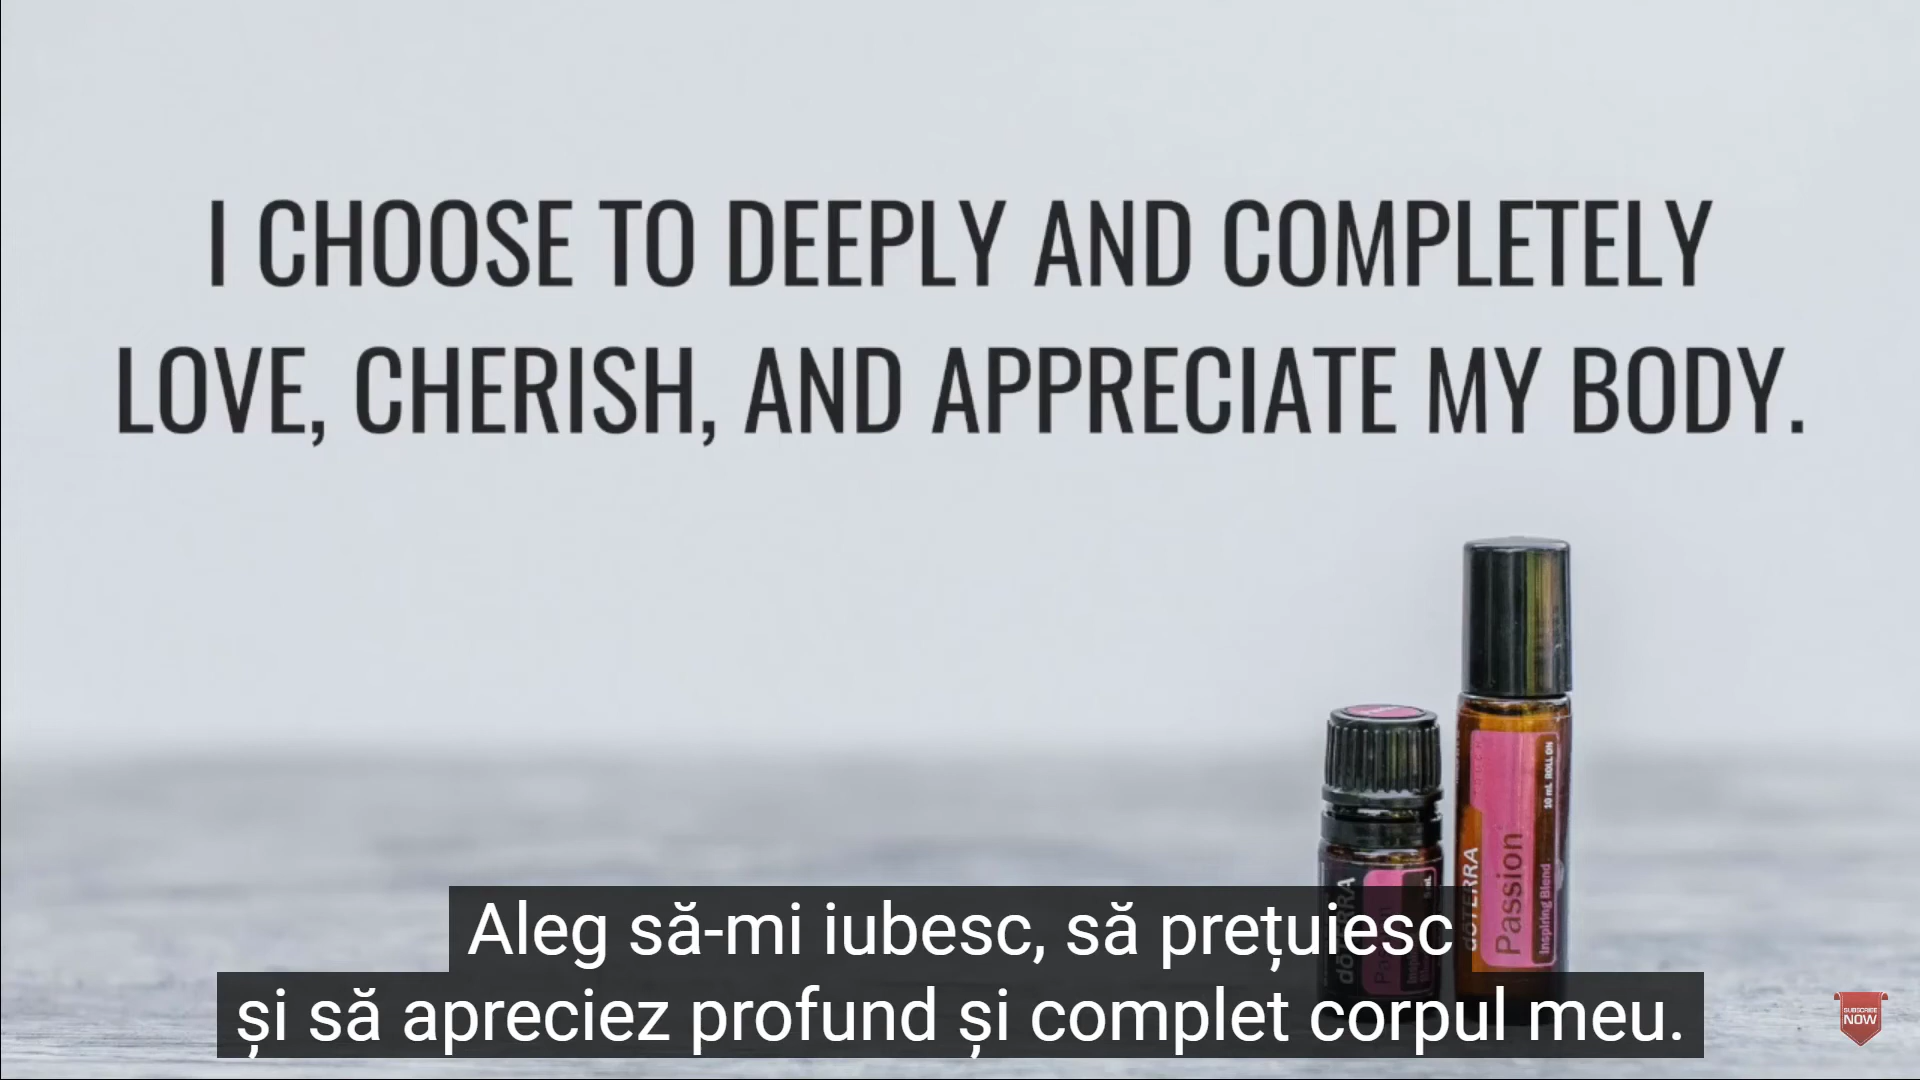 I CHOOSE TO DEEPLY AND COMPLETELY
LOVE, CHERISH, AND APPRECIATE MY BODY.
dōTERRA
Passion
Inspiring Blend
10 mL ROLL ON
dōTERRA
Aleg să-mi iubesc, să prețuiesc
și să apreciez profund și complet corpul meu.
SUBSCRIBE
NOW